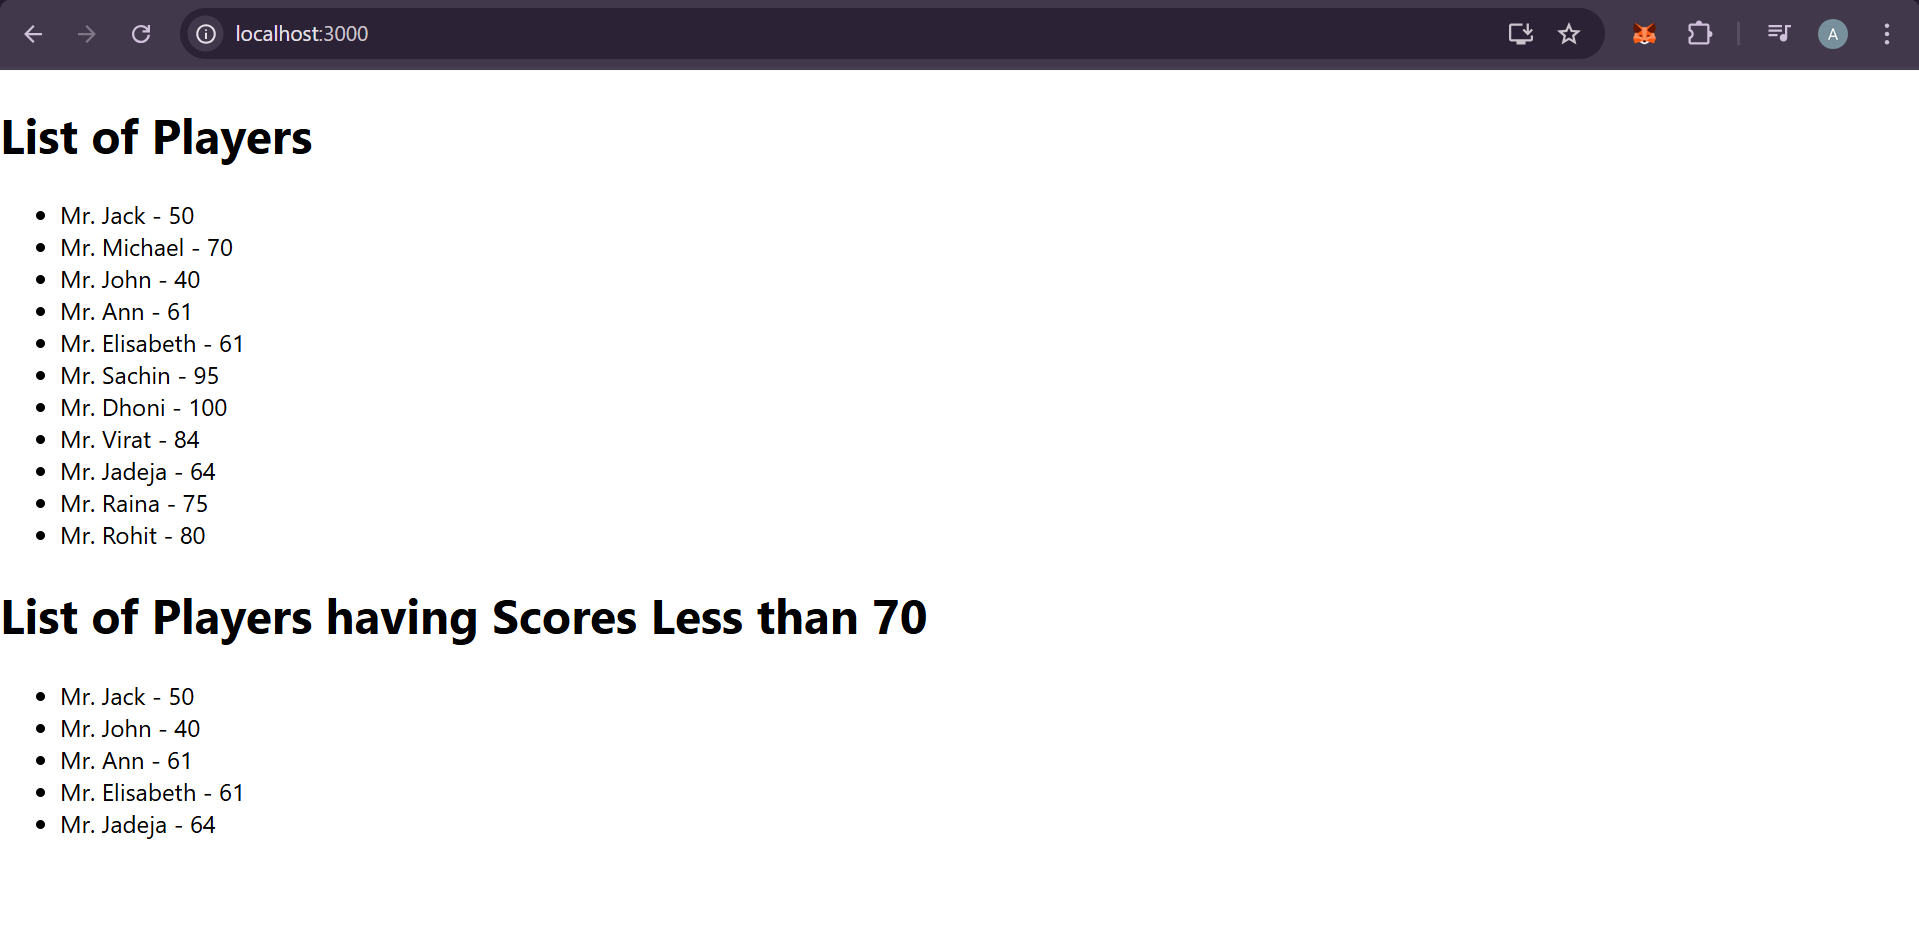 localhost:3000
A
List of Players
• Mr. Jack - 50
• Mr. Michael - 70
• Mr. John - 40
• Mr. Ann - 61
• Mr. Elisabeth - 61
• Mr. Sachin - 95
• Mr. Dhoni - 100
• Mr. Virat - 84
• Mr. Jadeja - 64
• Mr. Raina - 75
• Mr. Rohit - 80
List of Players having Scores Less than 70
• Mr. Jack - 50
• Mr. John - 40
• Mr. Ann - 61
• Mr. Elisabeth - 61
• Mr. Jadeja - 64